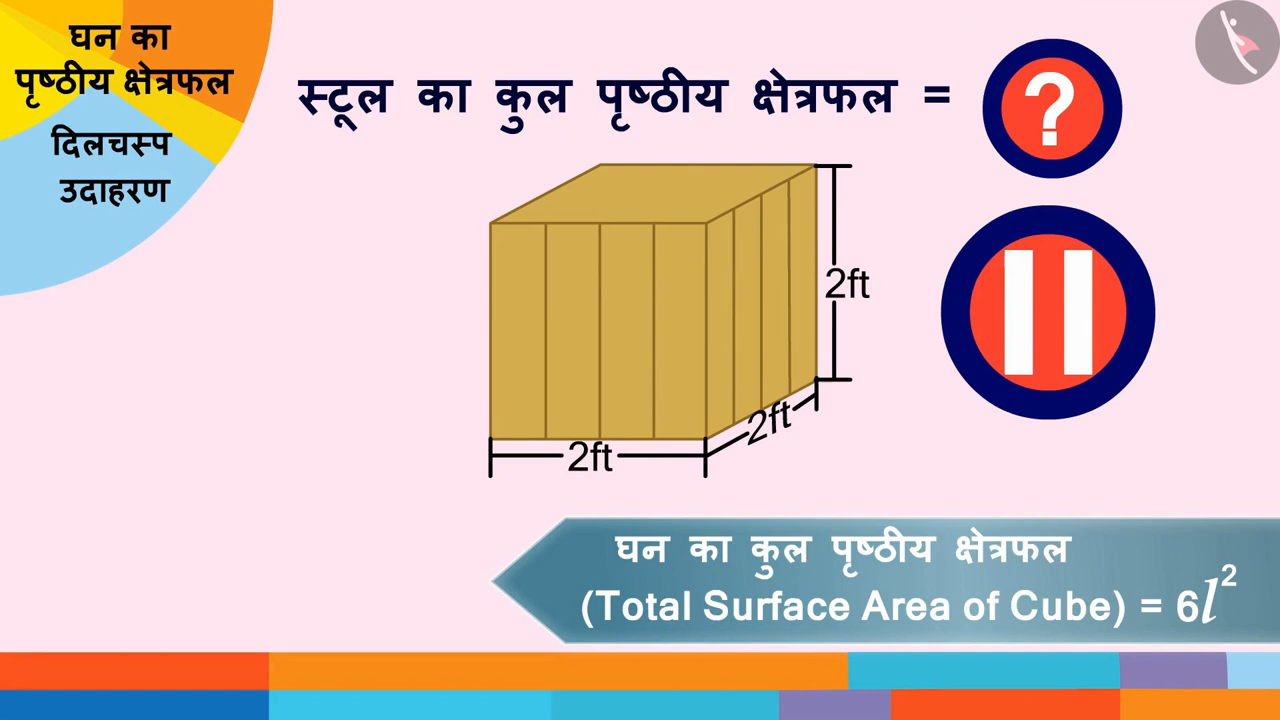 घन का
पृष्ठीय क्षेत्रफल
दिलचस्प
उदाहरण
स्टूल का कुल पृष्ठीय क्षेत्रफल = ?
2ft
2ft
2ft
घन का कुल पृष्ठीय क्षेत्रफल
(Total Surface Area of Cube) = 6l²